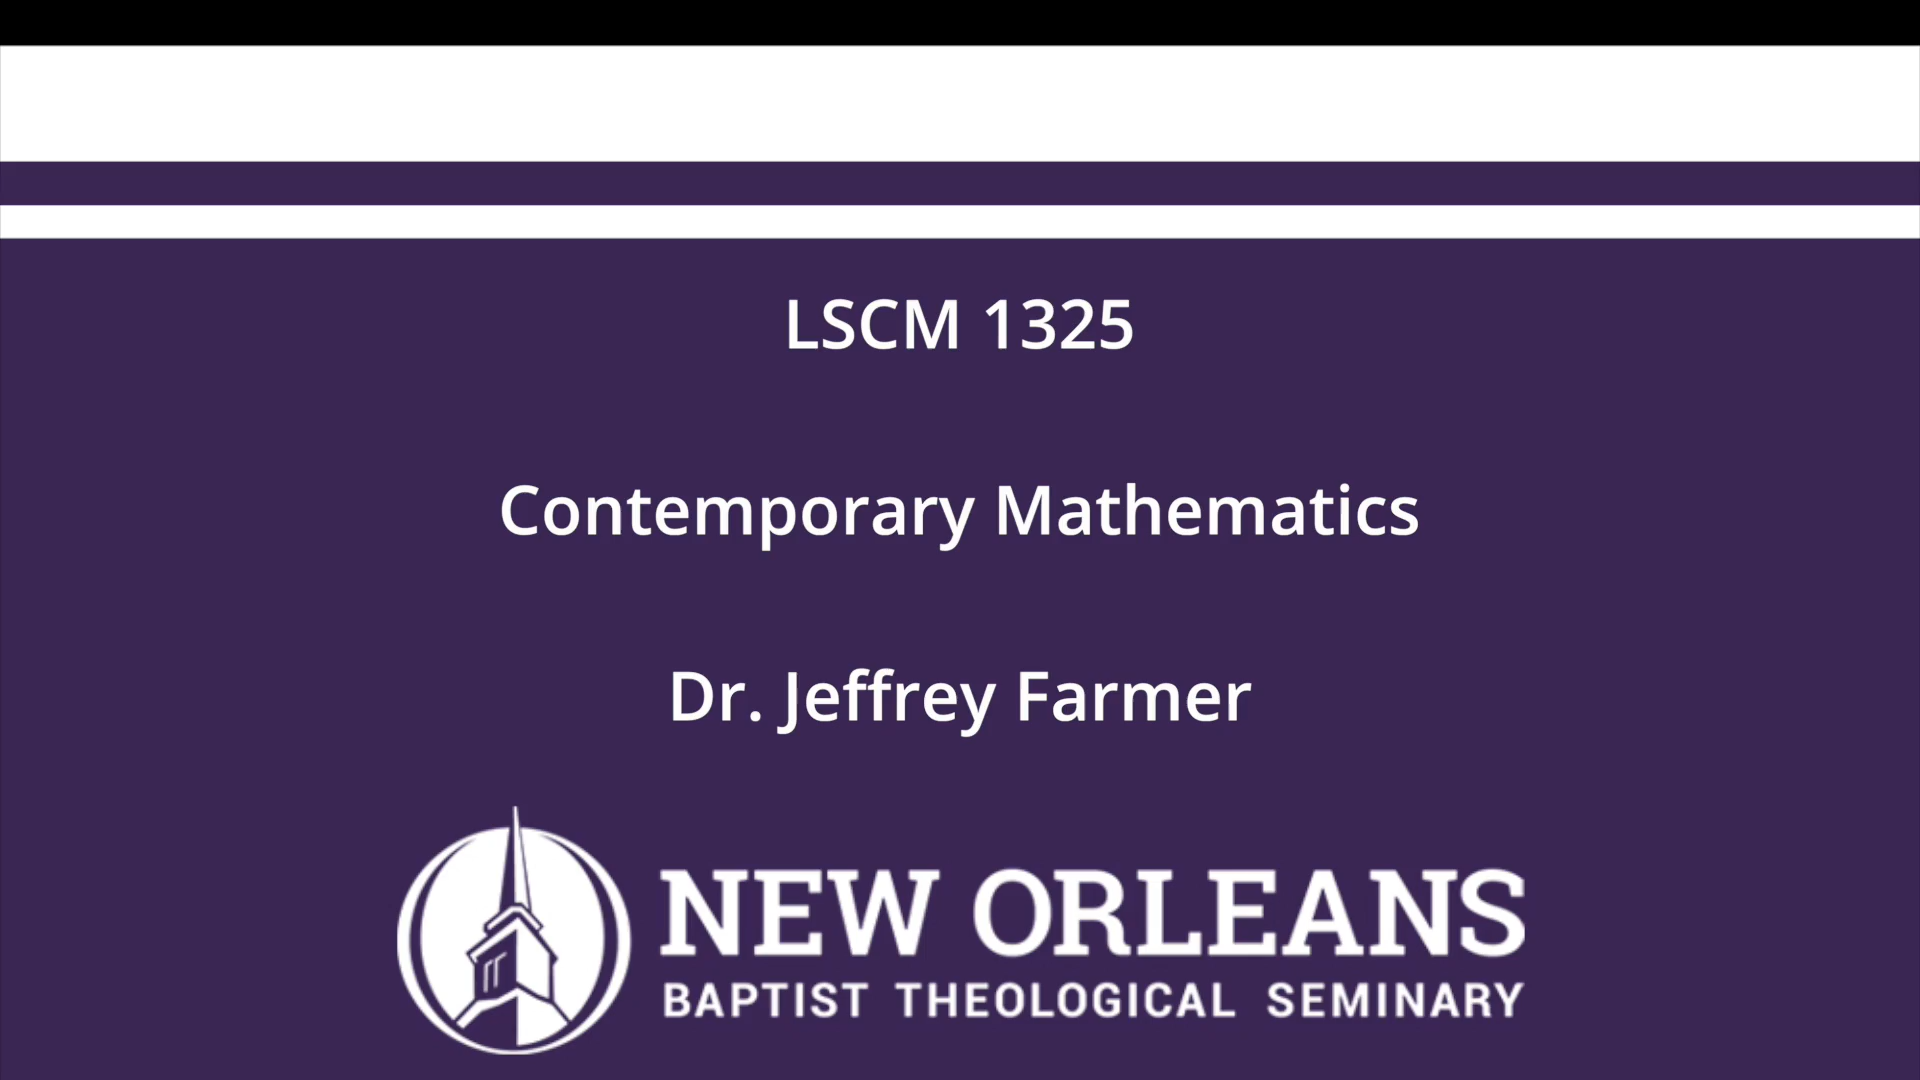 LSCM 1325
Contemporary Mathematics
Dr. Jeffrey Farmer
NEW ORLEANS
BAPTIST THEOLOGICAL SEMINARY